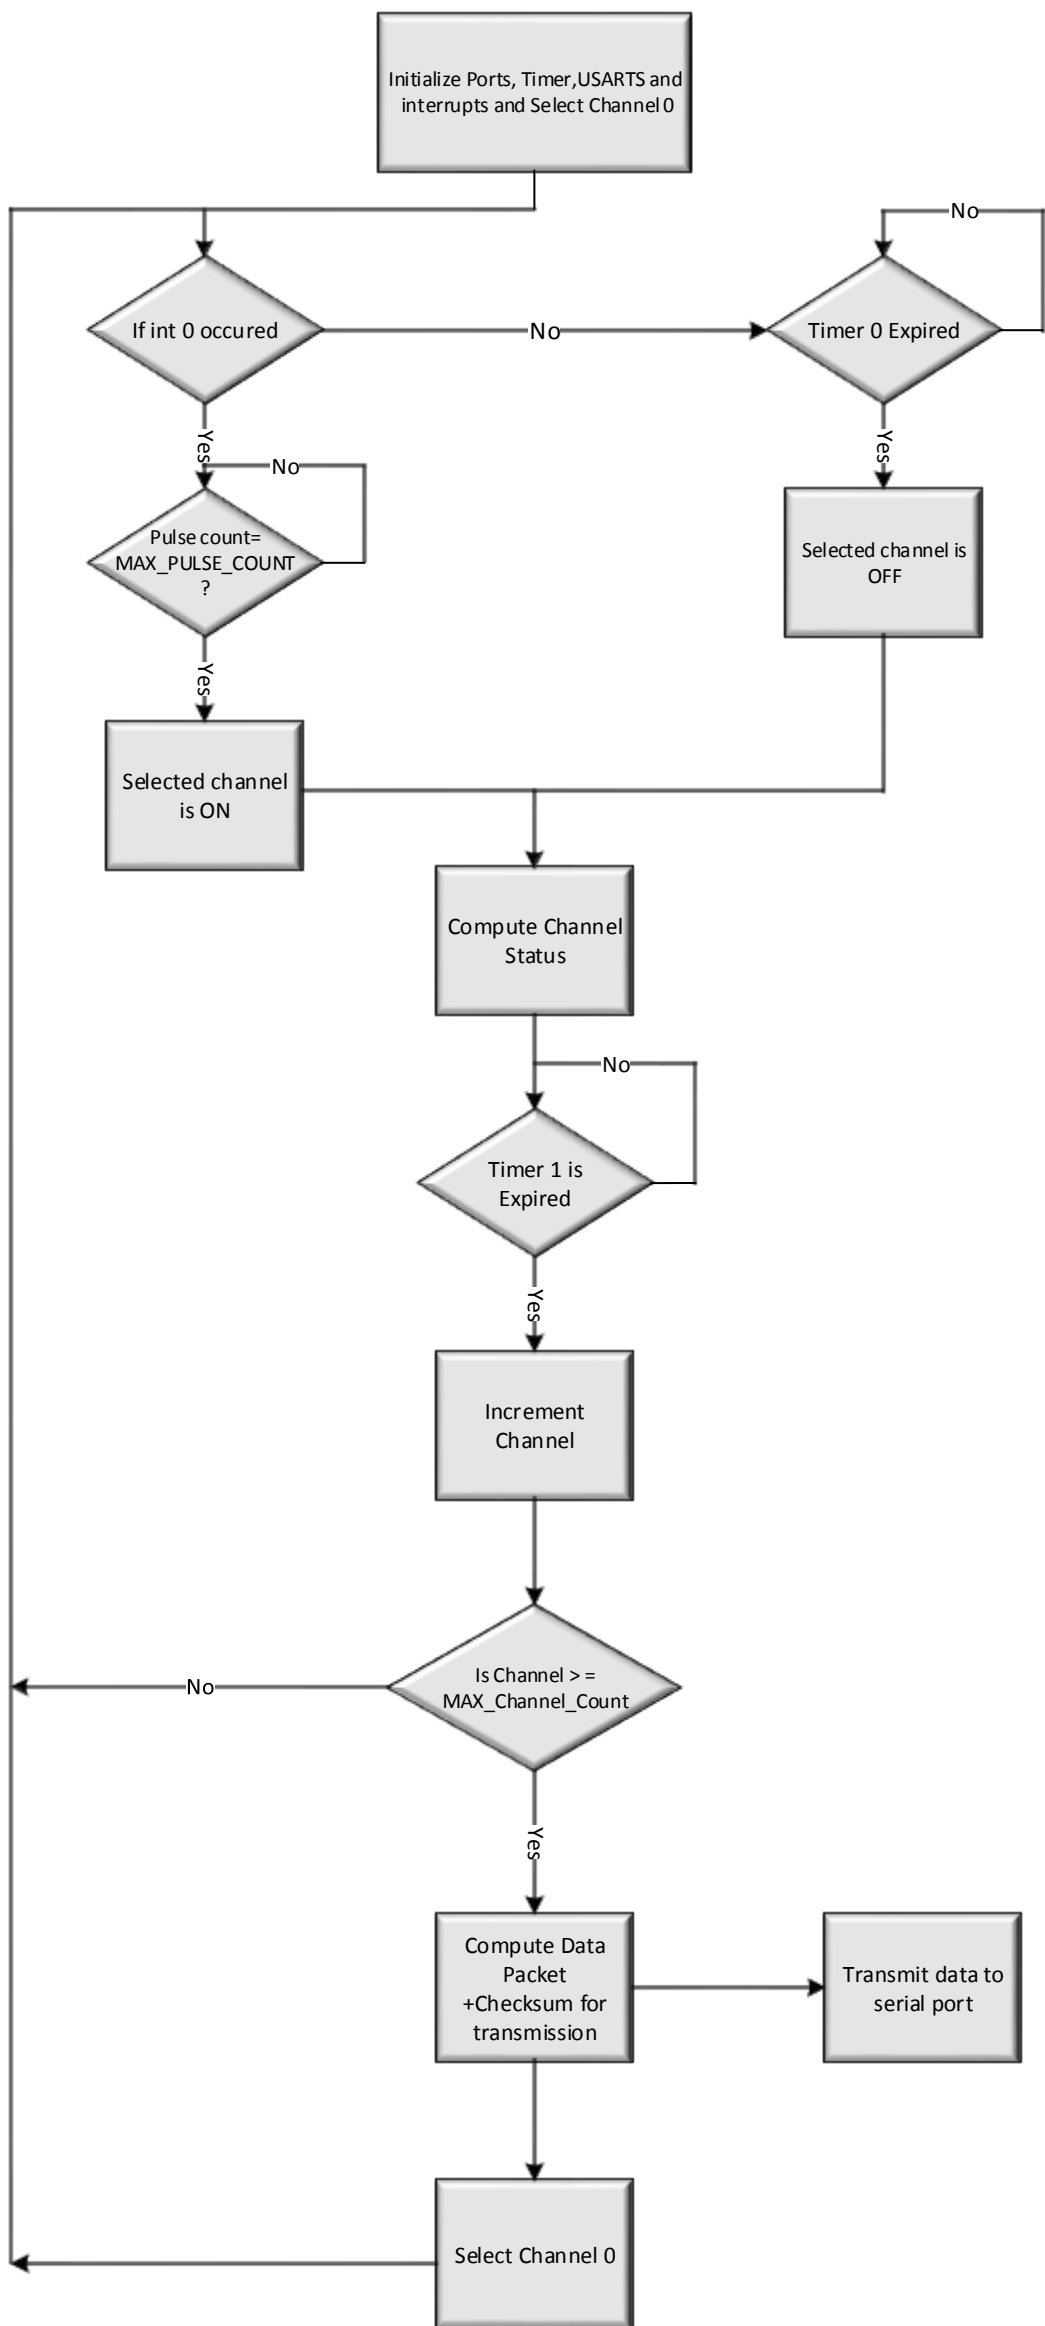 Initialize Ports, Timer,USARTS and
interrupts and Select Channel 0
No
If int 0 occured
No
Timer 0 Expired
Yes
Yes
No
Pulse count=
MAX_PULSE_COUNT
?
Selected channel is
OFF
Yes
Selected channel
is ON
Compute Channel
Status
No
Timer 1 is
Expired
Yes
Increment
Channel
Is Channel > =
MAX_Channel_Count
No
Yes
Compute Data
Packet
+Checksum for
transmission
Transmit data to
serial port
Select Channel 0